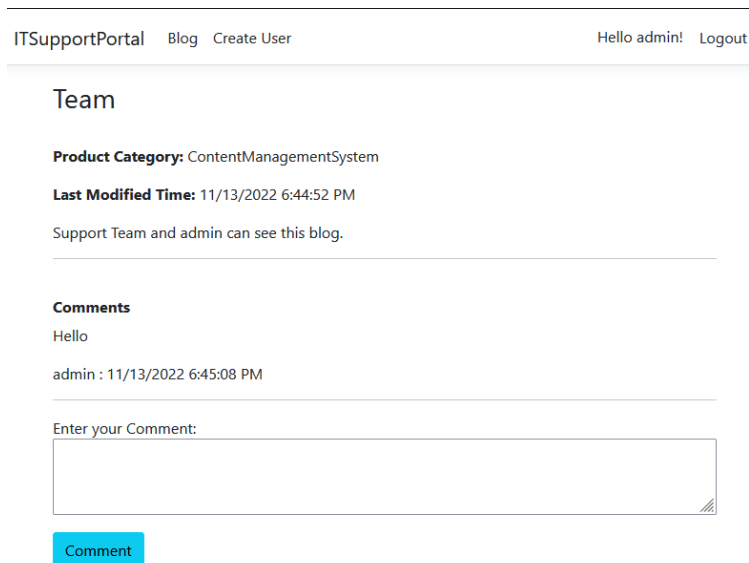 ITSupportPortal Blog Create User Hello admin! Logout
Team
Product Category: ContentManagementSystem
Last Modified Time: 11/13/2022 6:44:52 PM
Support Team and admin can see this blog.
Comments
Hello
admin : 11/13/2022 6:45:08 PM
Enter your Comment:
Comment